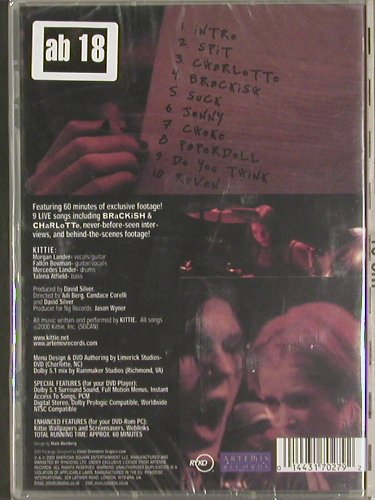 ab 18
1 iNTRO
2 SPiT
3 CHaRLoTTe
4 BRaCKiSH
5 SuCK
6 JoNNY
7 CHoKe
8 PaPeRDoLL
9 Do You THiNK
10 RaVeN
Featuring 60 minutes of exclusive footage!
9 LIVE songs including BRaCKiSH &
CHaRLoTTe, never-before-seen inter-
views, and behind-the-scenes footage!
KITTIE:
Morgan Lander- vocals/guitar
Fallon Bowman- guitar/vocals
Mercedes Lander- drums
Talena Atfield- bass
Produced by David Silver.
Directed by Juli Berg, Candace Corelli
and David Silver
Producer for Ng Records: Jason Wyner
All music written and performed by KITTIE. All songs
©2000 Kittie, Inc. (SOCAN)
www.kittie.net
www.artemisrecords.com
Menu Design & DVD Authoring by Limerick Studios-
DVD (Charlotte, NC)
Dolby 5.1 mix by Rainmaker Studios (Richmond, VA)
SPECIAL FEATURES (for your DVD Player):
Dolby 5.1 Surround Sound, Full Motion Menus, Instant
Access To Songs, PCM
Digital Stereo, Dolby Prologic Compatible, Worldwide
NTSC Compatible
ENHANCED FEATURES (for your DVD-Rom PC):
Kittie Wallpapers and Screensavers, Weblinks
TOTAL RUNNING TIME: APPROX. 60 MINUTES
RYKO
ARTEMIS
RECORDS
0 14431-70279 2